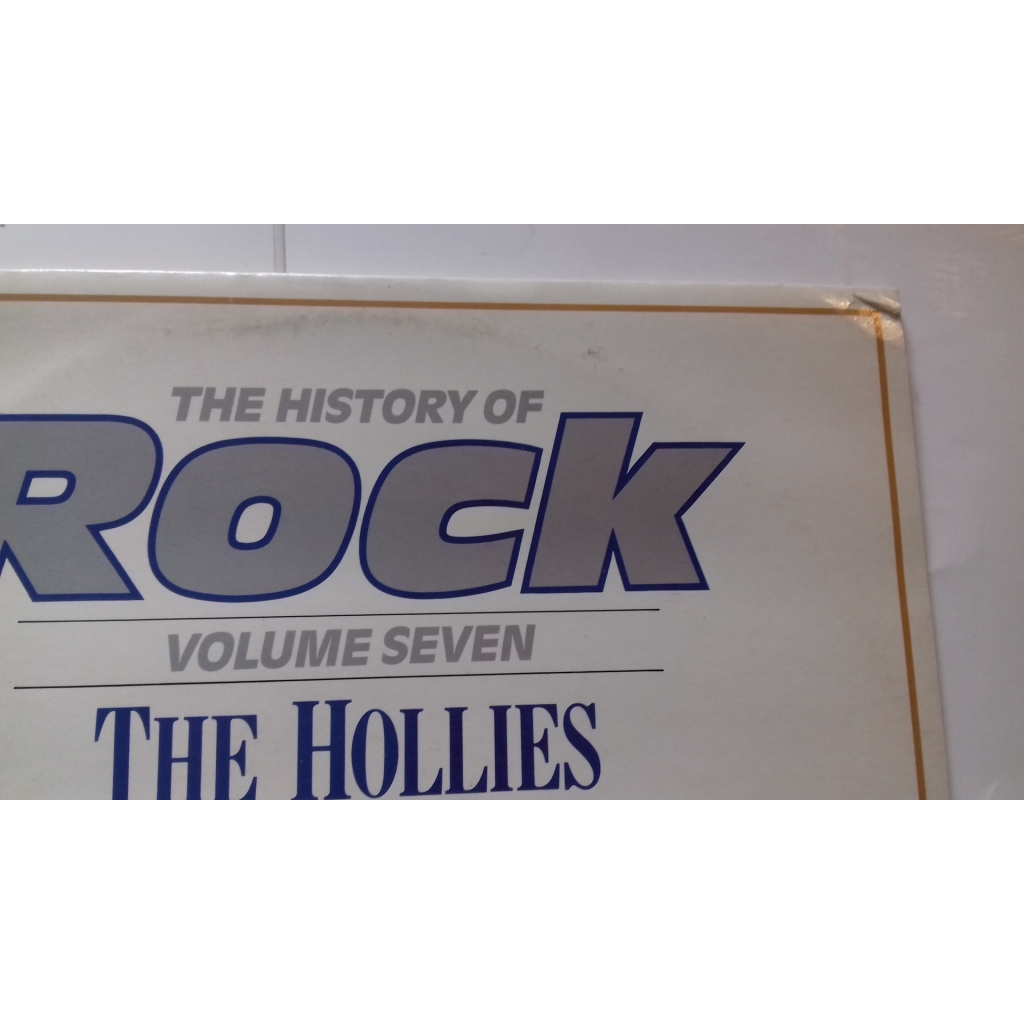 THE HISTORY OF
ROCK
VOLUME SEVEN
THE HOLLIES